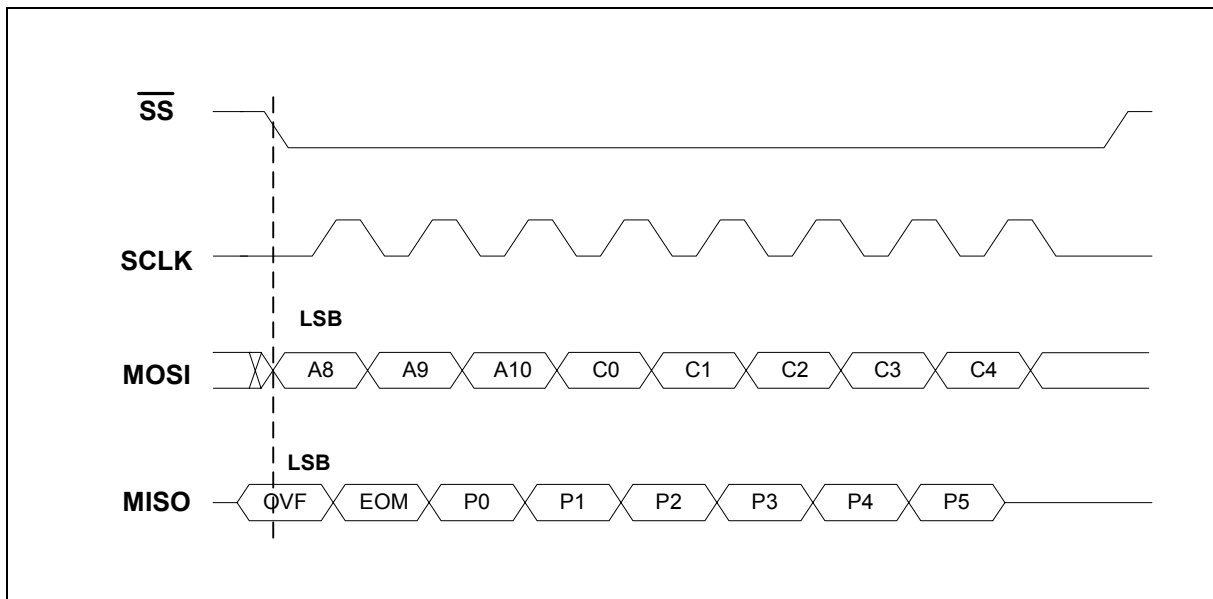 SS
SCLK
LSB
MOSI A8 A9 A10 C0 C1 C2 C3 C4
LSB
MISO OVF EOM P0 P1 P2 P3 P4 P5